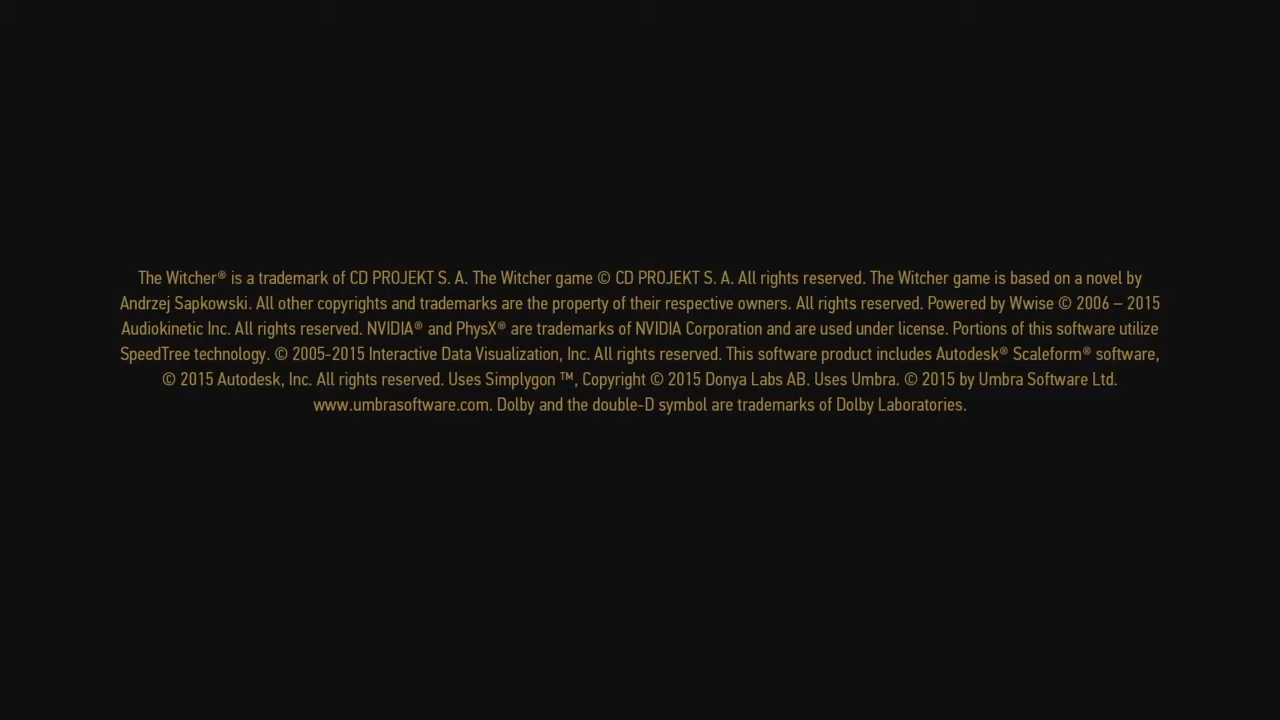 The Witcher® is a trademark of CD PROJEKT S. A. The Witcher game © CD PROJEKT S. A. All rights reserved. The Witcher game is based on a novel by
Andrzej Sapkowski. All other copyrights and trademarks are the property of their respective owners. All rights reserved. Powered by Wwise © 2006 – 2015
Audiokinetic Inc. All rights reserved. NVIDIA® and PhysX® are trademarks of NVIDIA Corporation and are used under license. Portions of this software utilize
SpeedTree technology. © 2005-2015 Interactive Data Visualization, Inc. All rights reserved. This software product includes Autodesk® Scaleform® software,
© 2015 Autodesk, Inc. All rights reserved. Uses Simplygon ™, Copyright © 2015 Donya Labs AB. Uses Umbra. © 2015 by Umbra Software Ltd.
www.umbrasoftware.com. Dolby and the double-D symbol are trademarks of Dolby Laboratories.